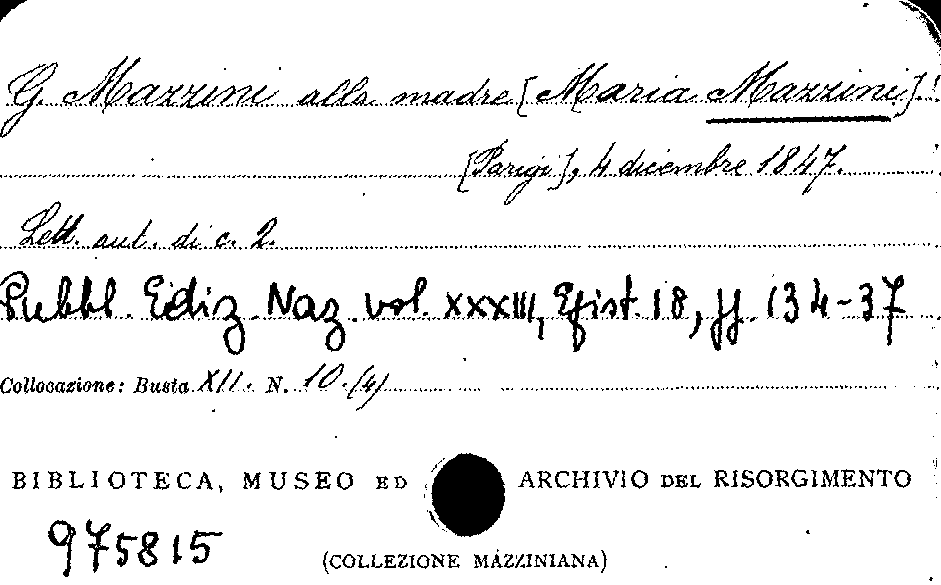 G. Mazzini alla madre [Maria Mazzini].
[Parigi], 4 dicembre 1847.
Lett. aut. di c. 2.
Pubbl. Ediz. Naz. vol. XXXIII, Epist. 18, pp. 134-37
Collocazione: Busta XII. N. 10. (4)
BIBLIOTECA, MUSEO ED ARCHIVIO DEL RISORGIMENTO
975815
(COLLEZIONE MAZZINIANA)